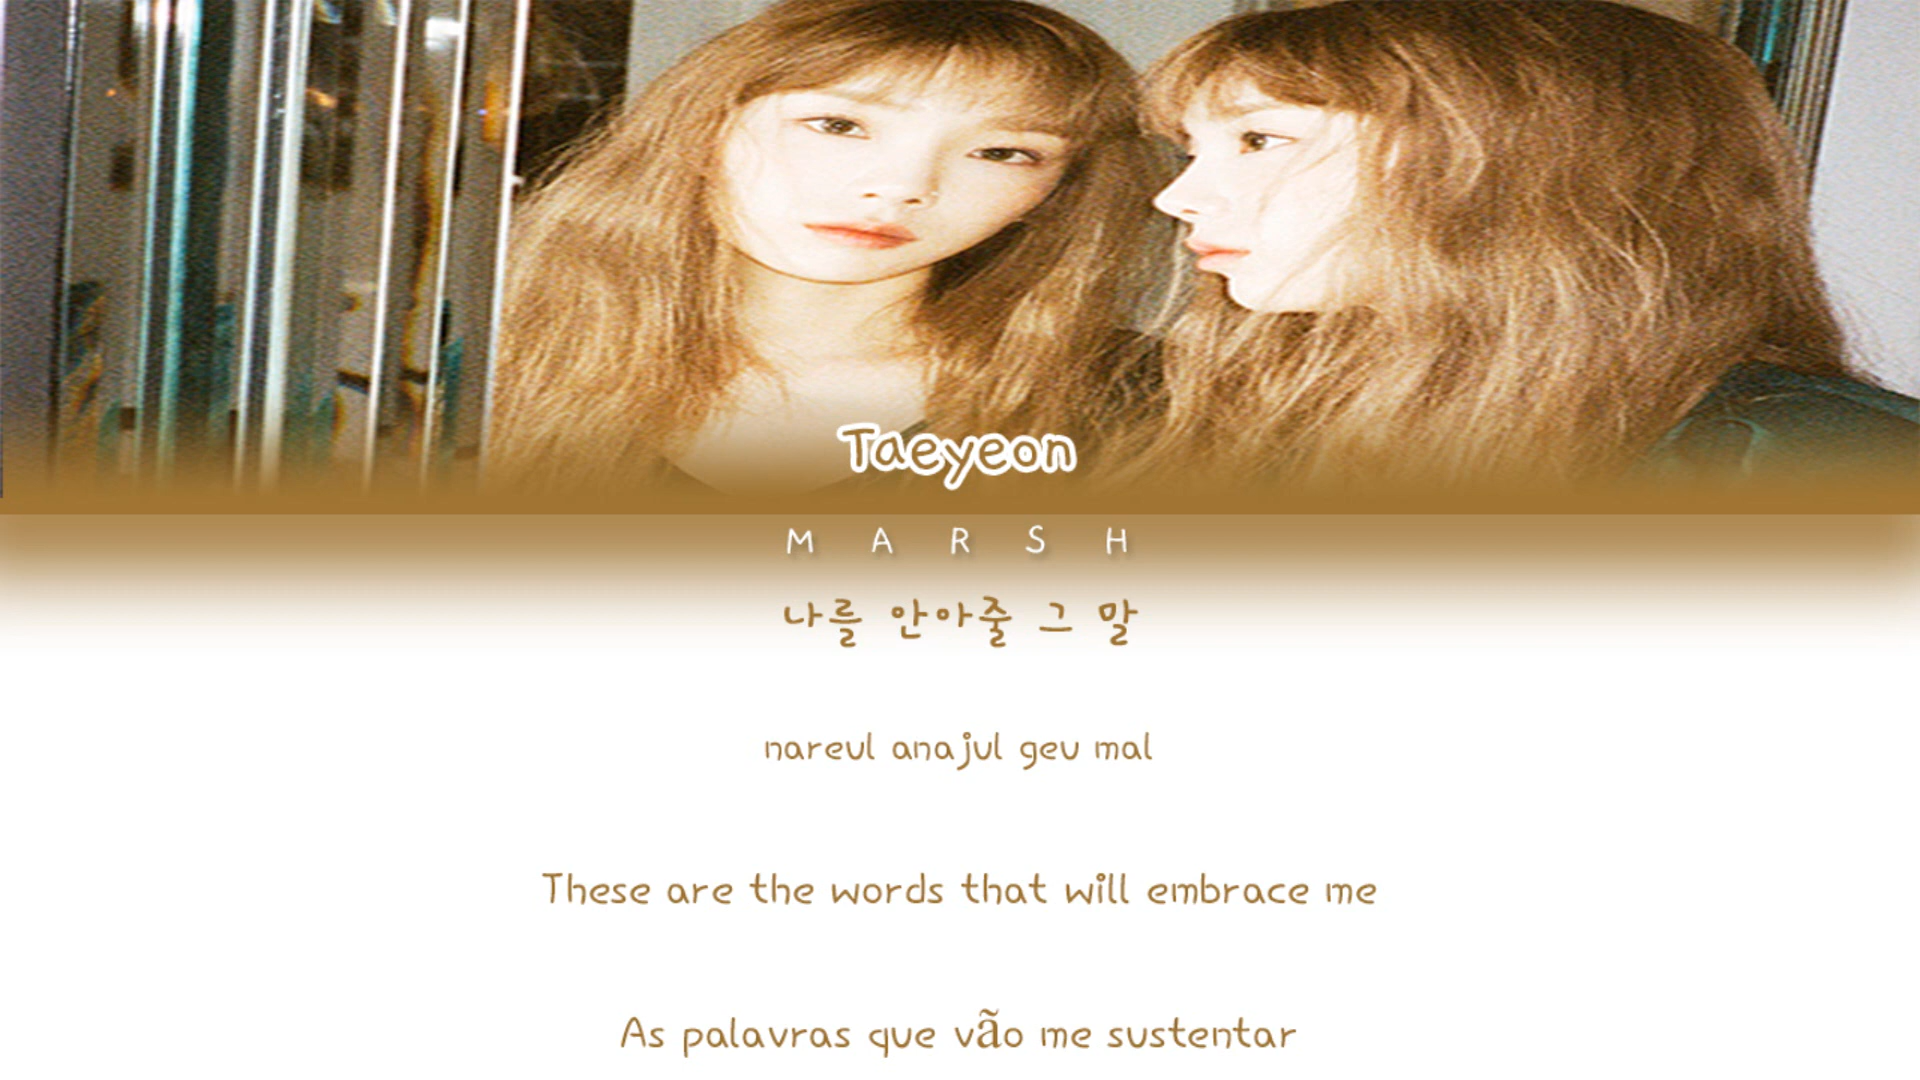 Taeyeon
MARSH
나를 안아줄 그 말
nareul anajul geu mal
These are the words that will embrace me
As palavras que vão me sustentar